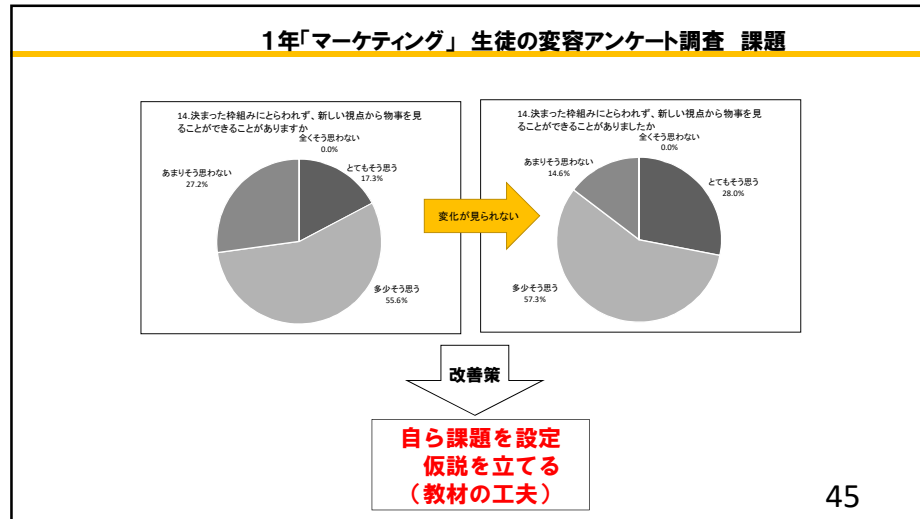 1年「マーケティング」 生徒の変容アンケート調査 課題
14.決まった枠組みにとらわれず、新しい視点から物事を見
ることができることがありますか
全くそう思わない
0.0%
とてもそう思う
17.3%
あまりそう思わない
27.2%
多少そう思う
55.6%
変化が見られない
14.決まった枠組みにとらわれず、新しい視点から物事を見
ることができることがありましたか
全くそう思わない
0.0%
あまりそう思わない
14.6%
とてもそう思う
28.0%
多少そう思う
57.3%
改善策
自ら課題を設定
仮説を立てる
(教材の工夫)
45